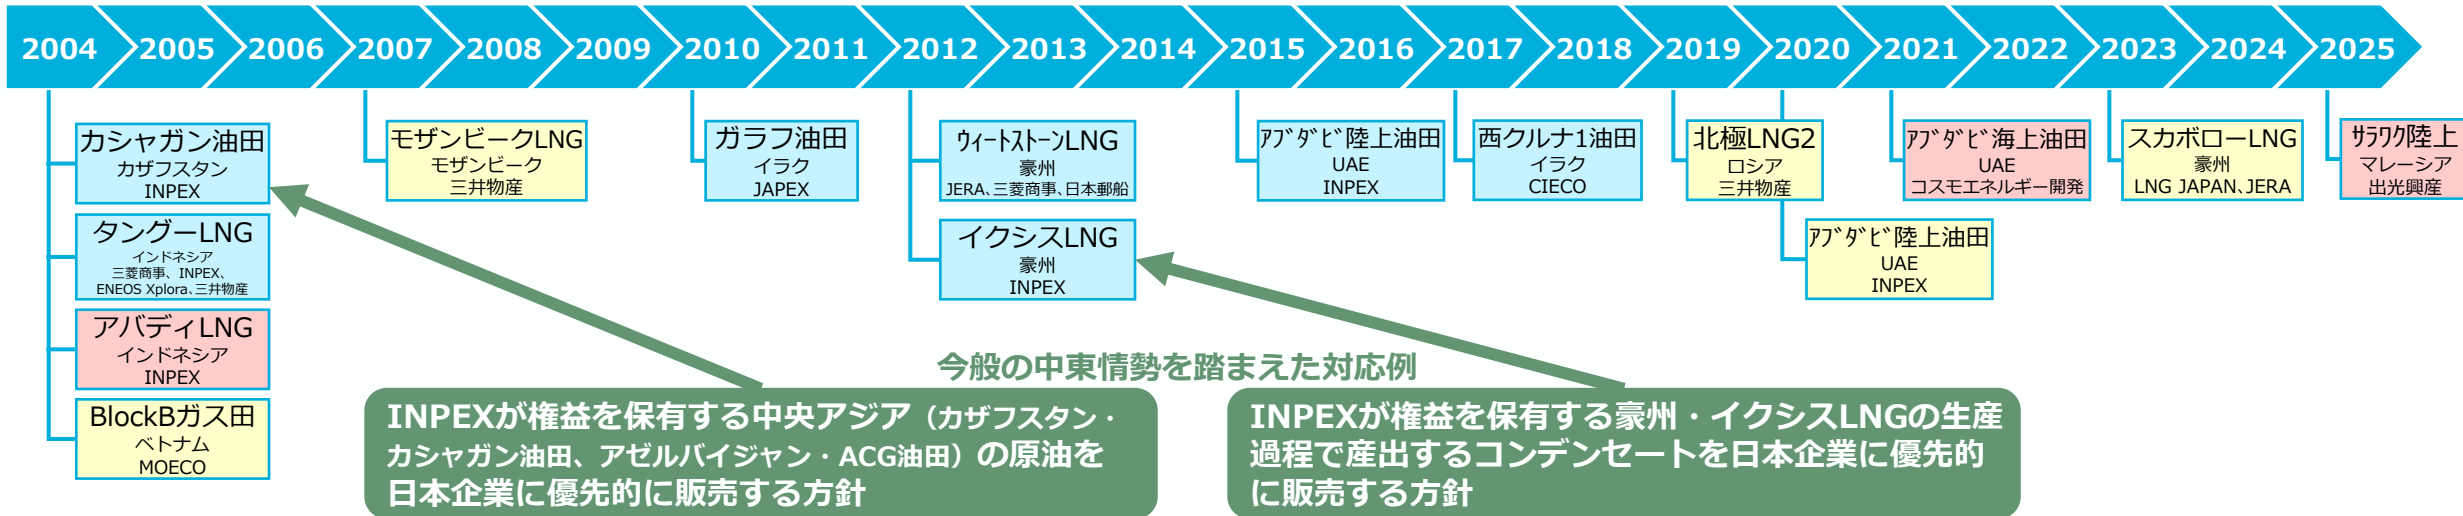 2004 2005 2006 2007 2008 2009 2010 2011 2012 2013 2014 2015 2016 2017 2018 2019 2020 2021 2022 2023 2024 2025
カシャガン油田
カザフスタン
INPEX
タングーLNG
インドネシア
三菱商事、INPEX、
ENEOS Xplora、三井物産
アバディLNG
インドネシア
INPEX
BlockBガス田
ベトナム
MOECO
モザンビークLNG
モザンビーク
三井物産
ガラフ油田
イラク
JAPEX
ｳィートストーンLNG
豪州
JERA、三菱商事、日本郵船
イクシスLNG
豪州
INPEX
ｱﾌﾞﾀﾞﾋﾞ陸上油田
UAE
INPEX
西クルナ1油田
イラク
CIECO
北極LNG2
ロシア
三井物産
ｱﾌﾞﾀﾞﾋﾞ陸上油田
UAE
INPEX
ｱﾌﾞﾀﾞﾋﾞ海上油田
UAE
コスモエネルギー開発
スカボローLNG
豪州
LNG JAPAN、JERA
ｻﾗﾜｸ陸上
マレーシア
出光興産
今般の中東情勢を踏まえた対応例
INPEXが権益を保有する中央アジア（カザフスタン・
カシャガン油田、アゼルバイジャン・ACG油田）の原油を
日本企業に優先的に販売する方針
INPEXが権益を保有する豪州・イクシスLNGの生産
過程で産出するコンデンセートを日本企業に優先的
に販売する方針